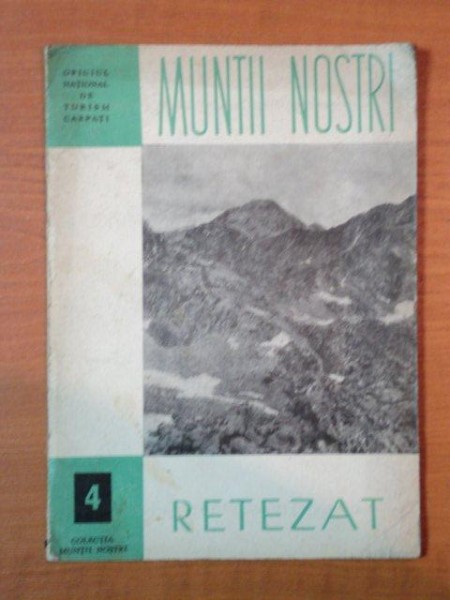 OFICIUL
NAȚIONAL
DE
TURISM
CARPAȚI
MUNTII NOSTRI
4
RETEZAT
COLECȚIA
MUNȚII NOȘTRI